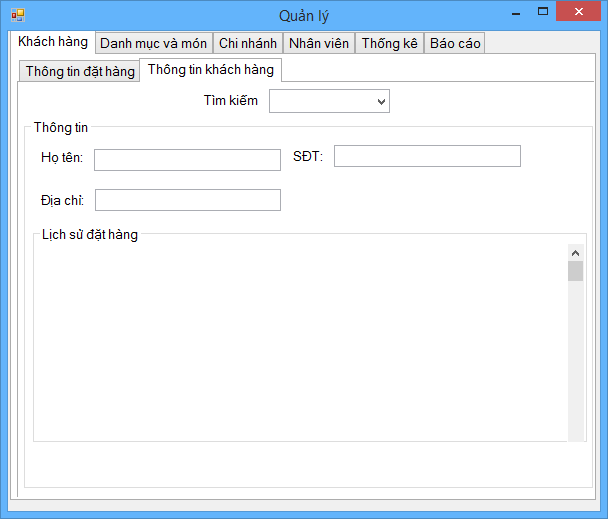 Quản lý
Khách hàng Danh mục và món Chi nhánh Nhân viên Thống kê Báo cáo
Thông tin đặt hàng Thông tin khách hàng
Tìm kiếm
Thông tin
Họ tên: SĐT:
Địa chỉ:
Lịch sử đặt hàng